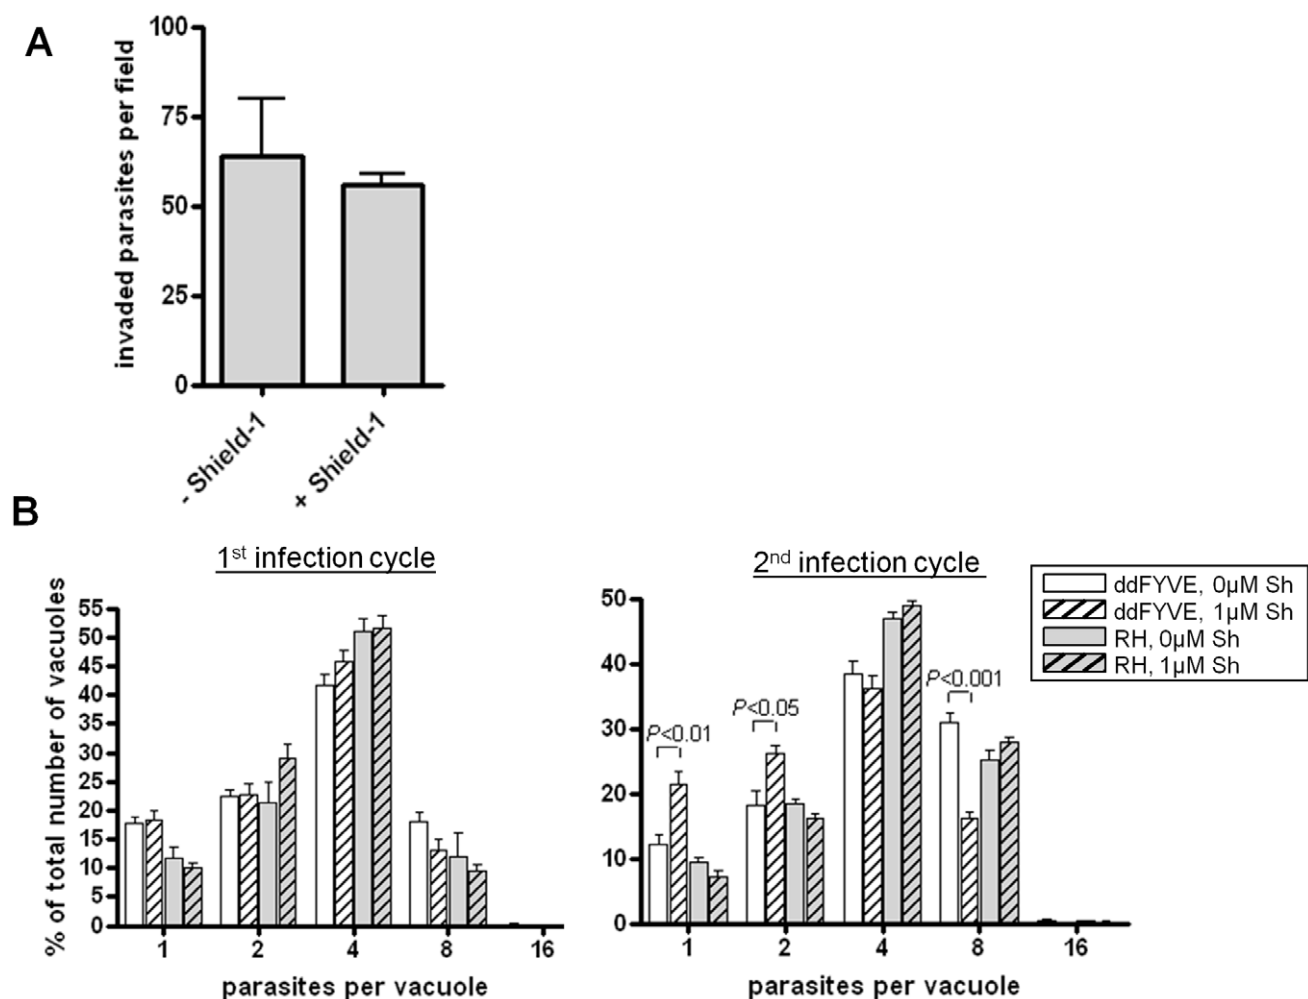 A
invaded parasites per field
100
75
50
25
0
- Shield-1
+ Shield-1
B
1st infection cycle
% of total number of vacuoles
55
50
45
40
35
30
25
20
15
10
5
0
1 2 4 8 16
parasites per vacuole
2nd infection cycle
50
40
30
20
10
0
P<0.01
P<0.05
P<0.001
1 2 4 8 16
parasites per vacuole
ddFYVE, 0µM Sh
ddFYVE, 1µM Sh
RH, 0µM Sh
RH, 1µM Sh